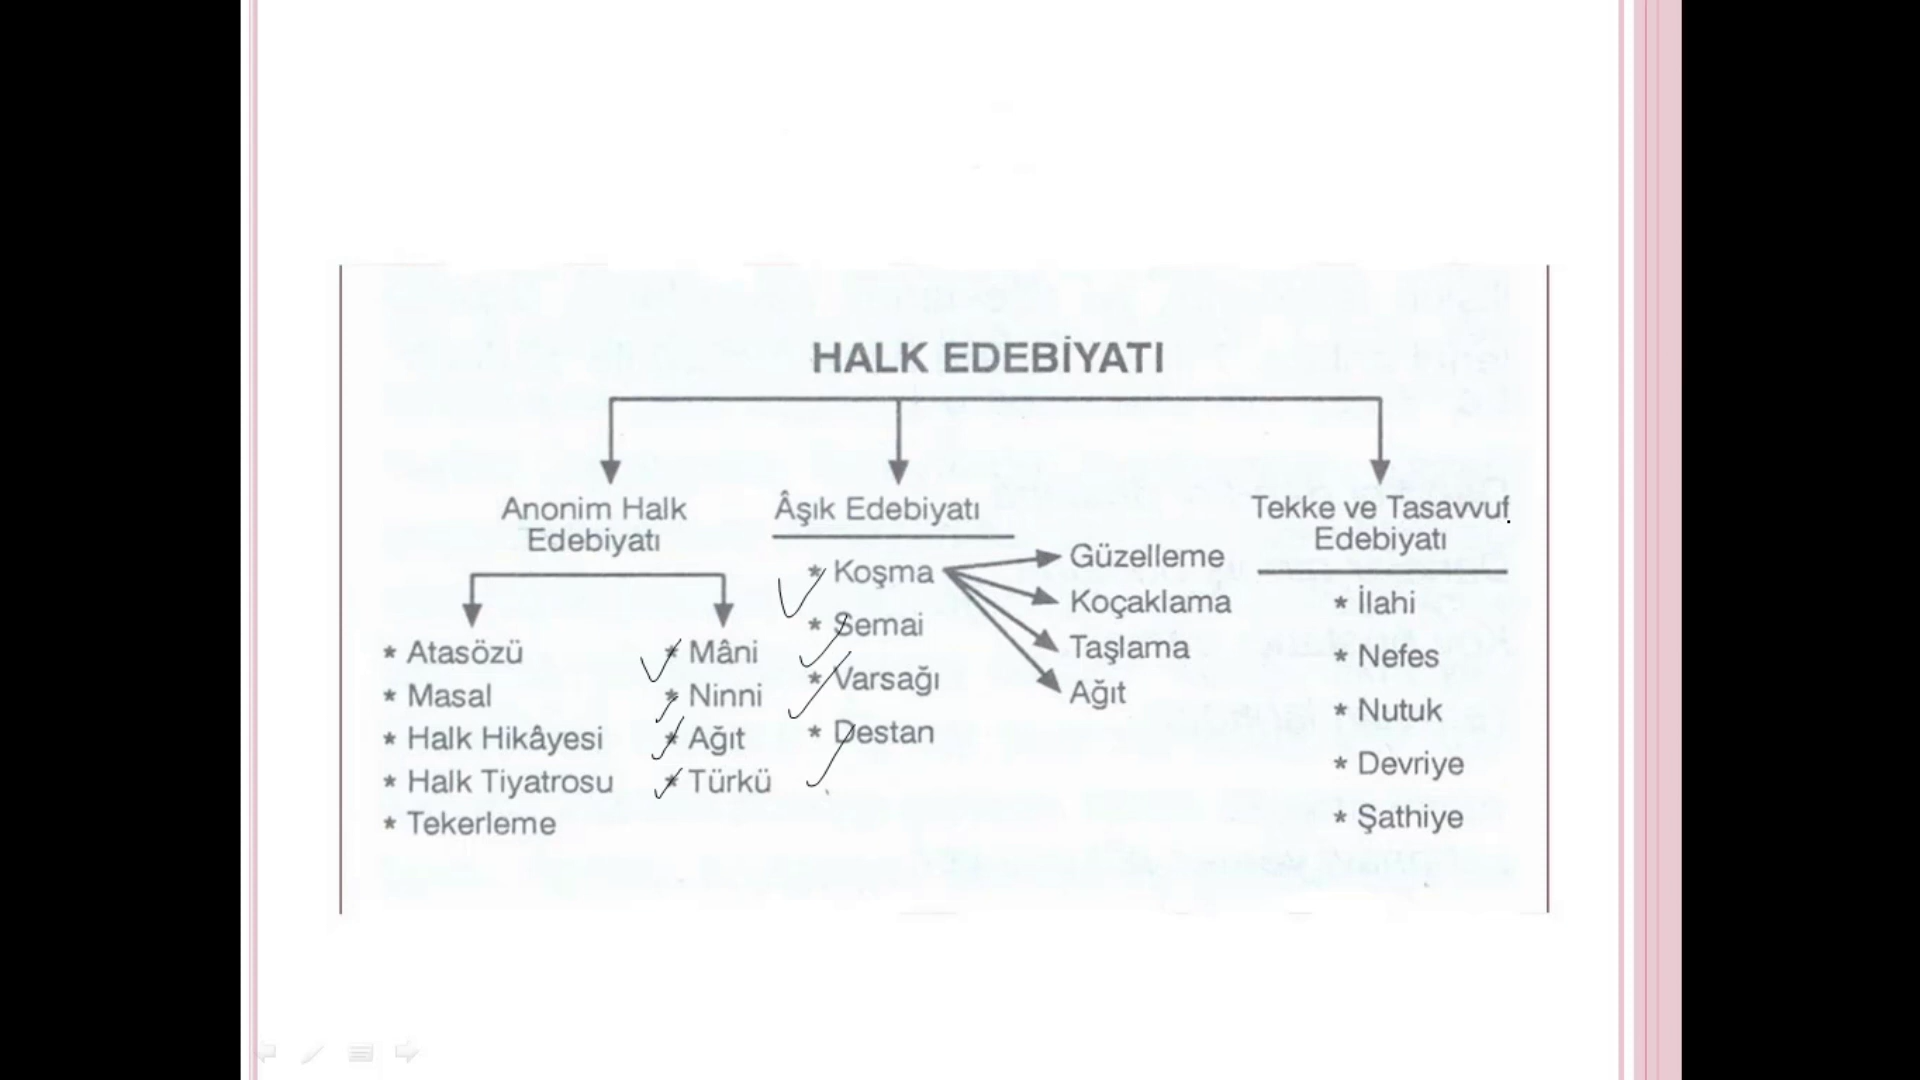 HALK EDEBİYATI
Anonim Halk
Edebiyatı
* Atasözü
* Masal
* Halk Hikâyesi
* Halk Tiyatrosu
* Tekerleme
* Mâni
* Ninni
* Ağıt
* Türkü
Âşık Edebiyatı
* Koşma
* Semai
* Varsağı
* Destan
Güzelleme
Koçaklama
Taşlama
Ağıt
Tekke ve Tasavvuf
Edebiyatı
* İlahi
* Nefes
* Nutuk
* Devriye
* Şathiye